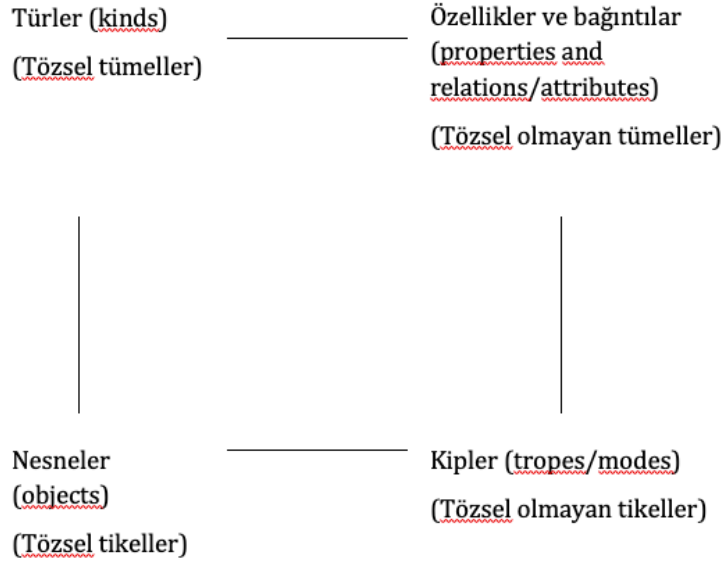 Türler (kinds)
(Tözsel tümeller)
Özellikler ve bağıntılar
(properties and
relations/attributes)
(Tözsel olmayan tümeller)
Nesneler
(objects)
(Tözsel tikeller)
Kipler (tropes/modes)
(Tözsel olmayan tikeller)